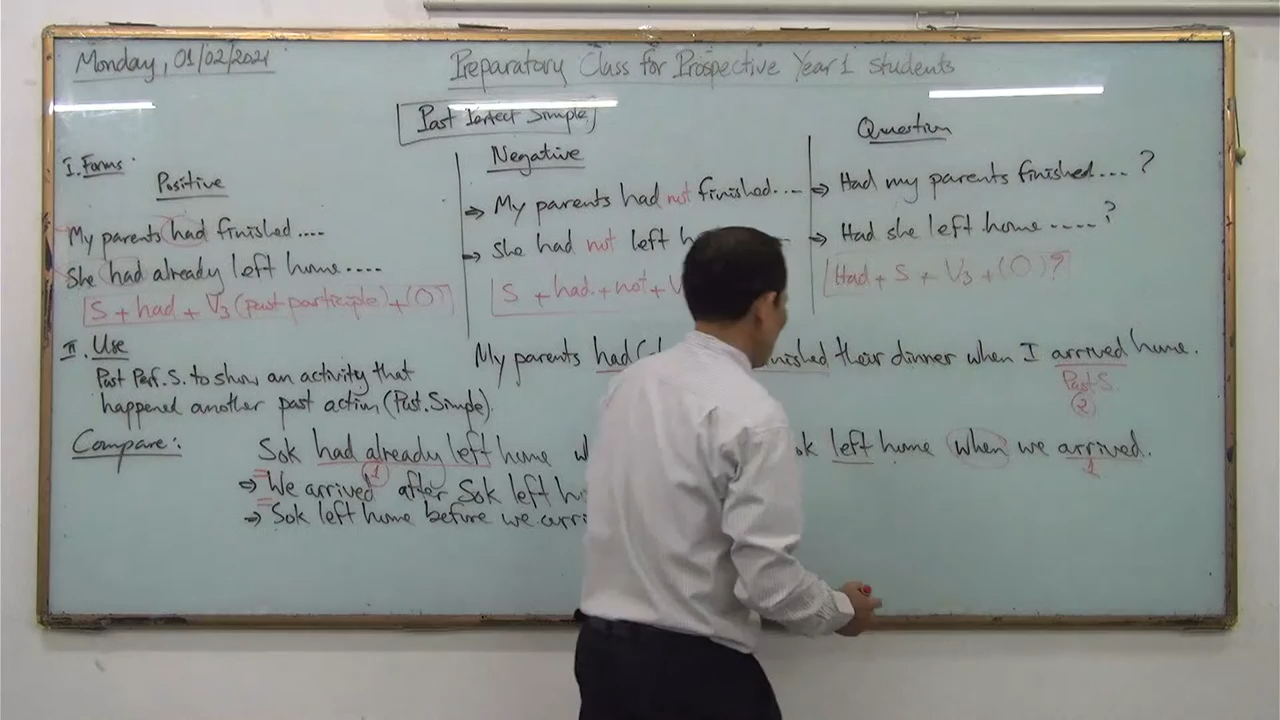 Monday, 01/02/2021
Preparatory Class for Prospective Year 1 students
Past Perfect Simple
I. Forms:
Positive
My parents had finished ....
She had already left home ....
S + had + V3 (past participle) + (O)
Negative
⇒ My parents had not finished ....
⇒ She had not left
S + had + not +
Question
⇒ Had my parents finished .... ?
⇒ Had she left home ..... ?
Had + S + V3 + (O) ?
II. Use
Past Perf. S. to show an activity that
happened another past action (Past. Simple).
My parents had their dinner when I arrived home.
Past S.
2
Compare:
Sok had already left home
1
⇒ We arrived after Sok left
⇒ Sok left home before we
left home when we arrived.
1